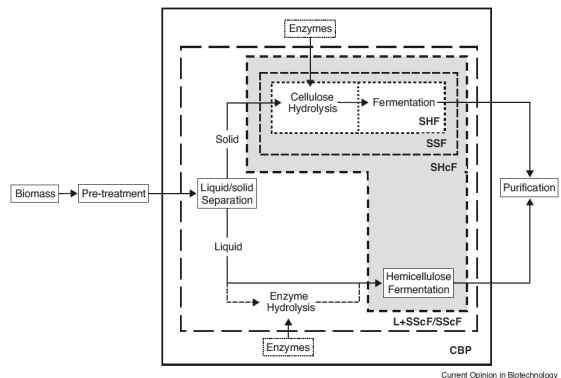 Enzymes
Cellulose
Hydrolysis
Fermentation
SHF
SSF
SHcF
Solid
Biomass
Pre-treatment
Liquid/solid
Separation
Purification
Liquid
Hemicellulose
Fermentation
Enzyme
Hydrolysis
L+SScF/SScF
Enzymes
CBP
Current Opinion in Biotechnology